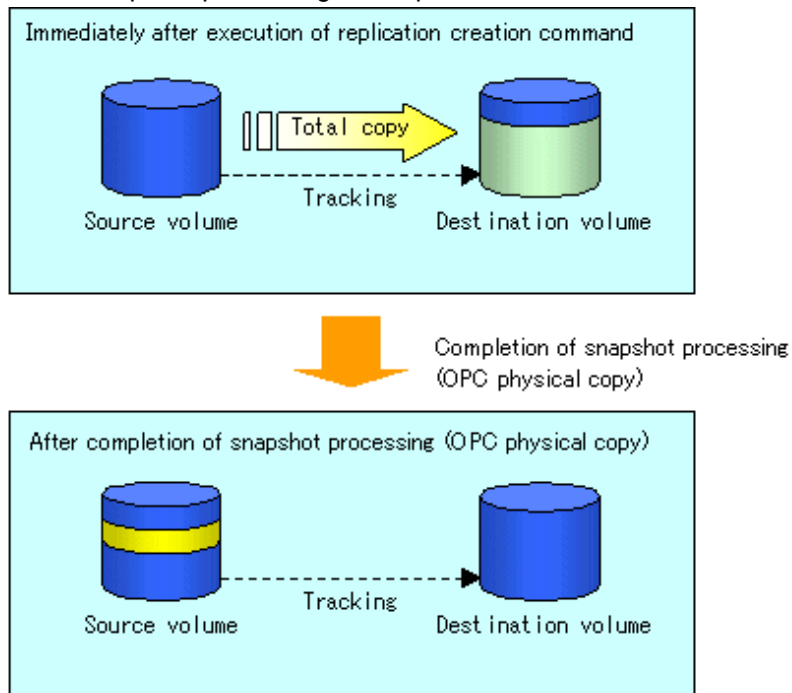 Immediately after execution of replication creation command
Total copy
Tracking
Source volume
Destination volume
Completion of snapshot processing
(OPC physical copy)
After completion of snapshot processing (OPC physical copy)
Tracking
Source volume
Destination volume